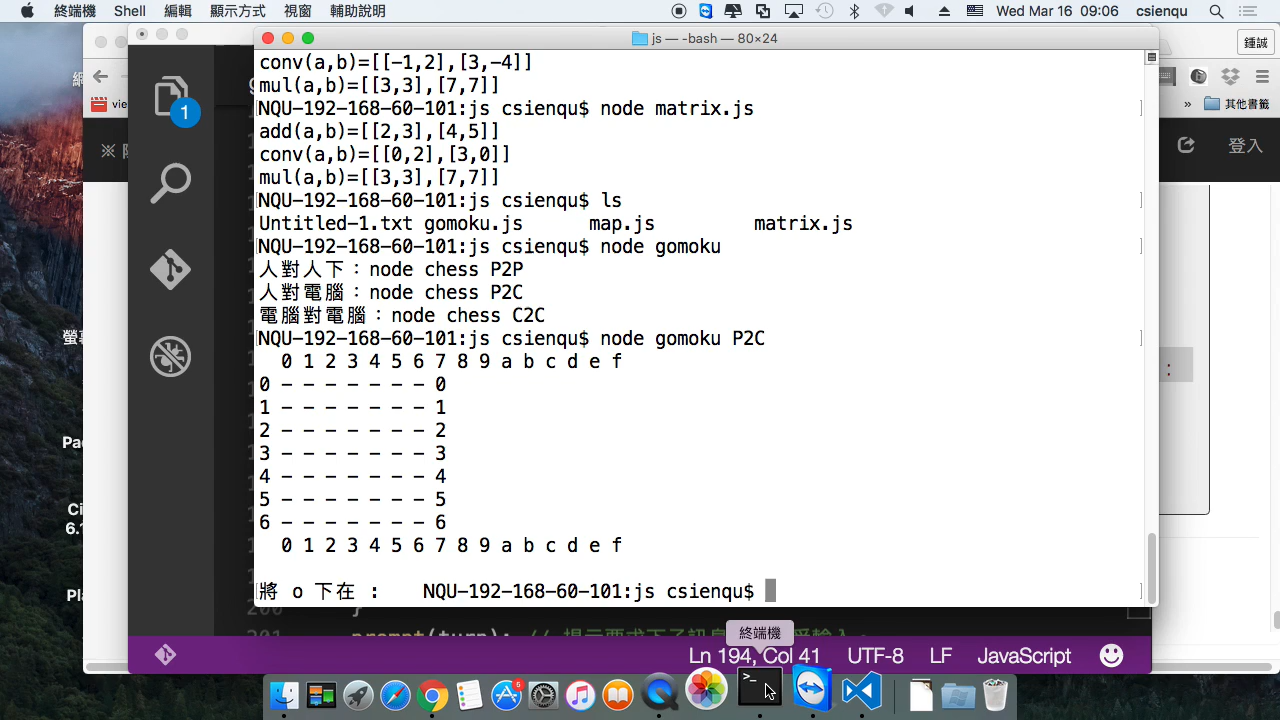 終端機 Shell 編輯 顯示方式 視窗 輔助說明 Wed Mar 16 09:06 csienqu
js — -bash — 80×24
鍾誠
vie
» 其他書籤
登入
1
conv(a,b)=[[-1,2],[3,-4]]
mul(a,b)=[[3,3],[7,7]]
NQU-192-168-60-101:js csienqu$ node matrix.js
add(a,b)=[[2,3],[4,5]]
conv(a,b)=[[0,2],[3,0]]
mul(a,b)=[[3,3],[7,7]]
NQU-192-168-60-101:js csienqu$ ls
Untitled-1.txt gomoku.js map.js matrix.js
NQU-192-168-60-101:js csienqu$ node gomoku
人對人下：node chess P2P
人對電腦：node chess P2C
電腦對電腦：node chess C2C
NQU-192-168-60-101:js csienqu$ node gomoku P2C
0 1 2 3 4 5 6 7 8 9 a b c d e f
0 - - - - - - - 0
1 - - - - - - - 1
2 - - - - - - - 2
3 - - - - - - - 3
4 - - - - - - - 4
5 - - - - - - - 5
6 - - - - - - - 6
0 1 2 3 4 5 6 7 8 9 a b c d e f
將 o 下在 : NQU-192-168-60-101:js csienqu$
終端機
Ln 194, Col 41 UTF-8 LF JavaScript